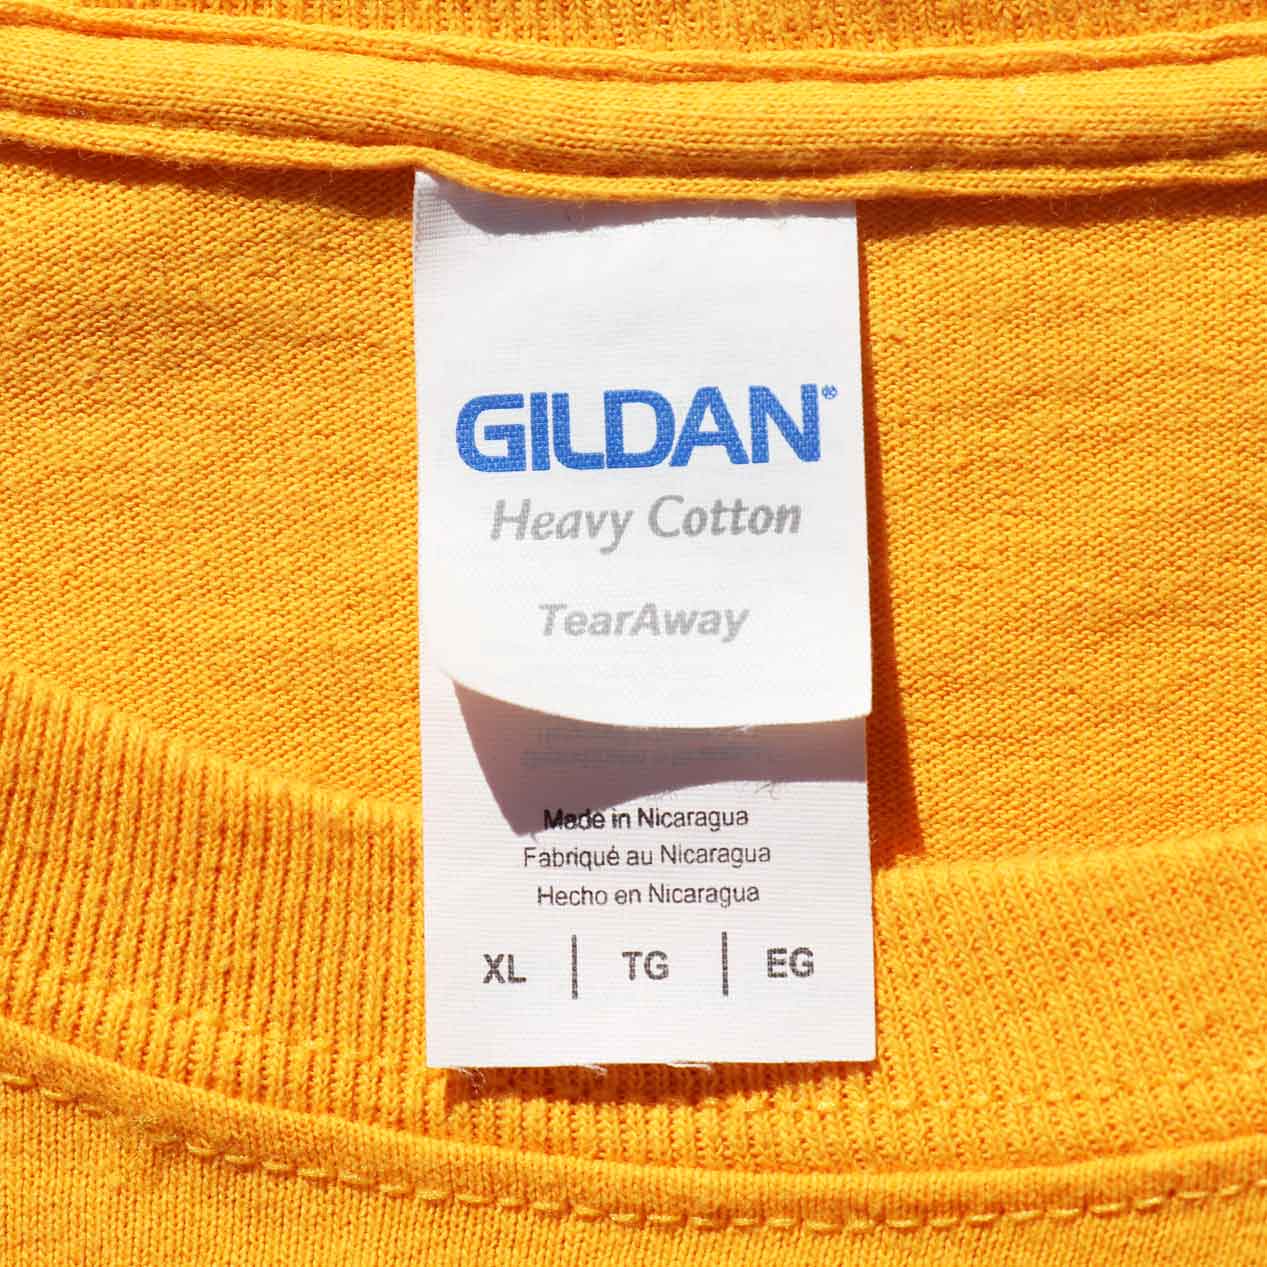 GILDAN®
Heavy Cotton
TearAway
Made in Nicaragua
Fabriqué au Nicaragua
Hecho en Nicaragua
XL | TG | EG